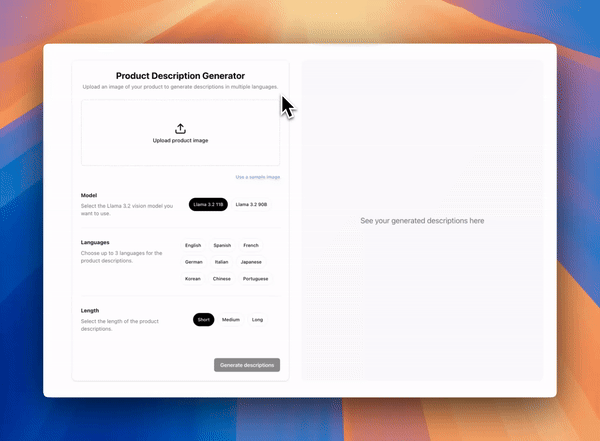 Product Description Generator
Upload an image of your product to generate descriptions in multiple languages.
Upload product image
Use a sample image
Model
Select the Llama 3.2 vision model you
want to use.
Llama 3.2 11B Llama 3.2 90B
Languages
Choose up to 3 languages for the
product descriptions.
English Spanish French
German Italian Japanese
Korean Chinese Portuguese
Length
Select the length of the product
descriptions.
Short Medium Long
Generate descriptions
See your generated descriptions here